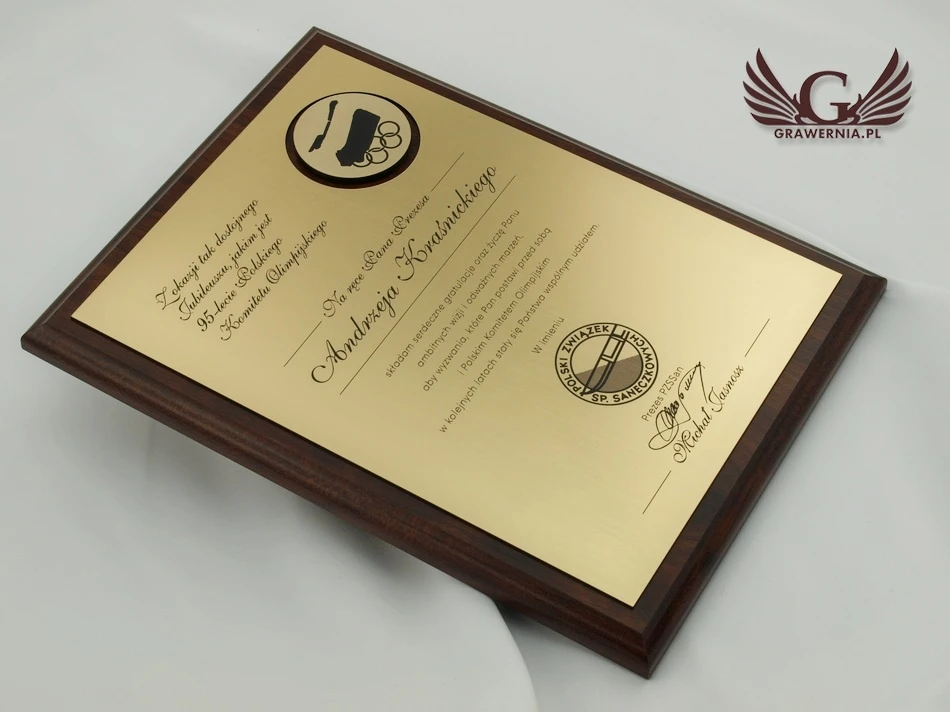 Z okazji tak dostojnego
Jubileuszu, jakim jest
95-lecie Polskiego
Komitetu Olimpijskiego
Na ręce Pana Prezesa
Andrzeja Kraśnickiego
składam serdeczne gratulacje oraz życzę Panu
ambitnych wizji i odważnych marzeń,
aby wyzwania, które Pan postawi przed sobą
i Polskim Komitetem Olimpijskim
w kolejnych latach stały się Państwa wspólnym udziałem.
W imieniu
POLSKI ZWIĄZEK
SP. SANECZKOWYCH
Prezes PZSSan
Michał Jasnosz
G
GRAWERNIA.PL